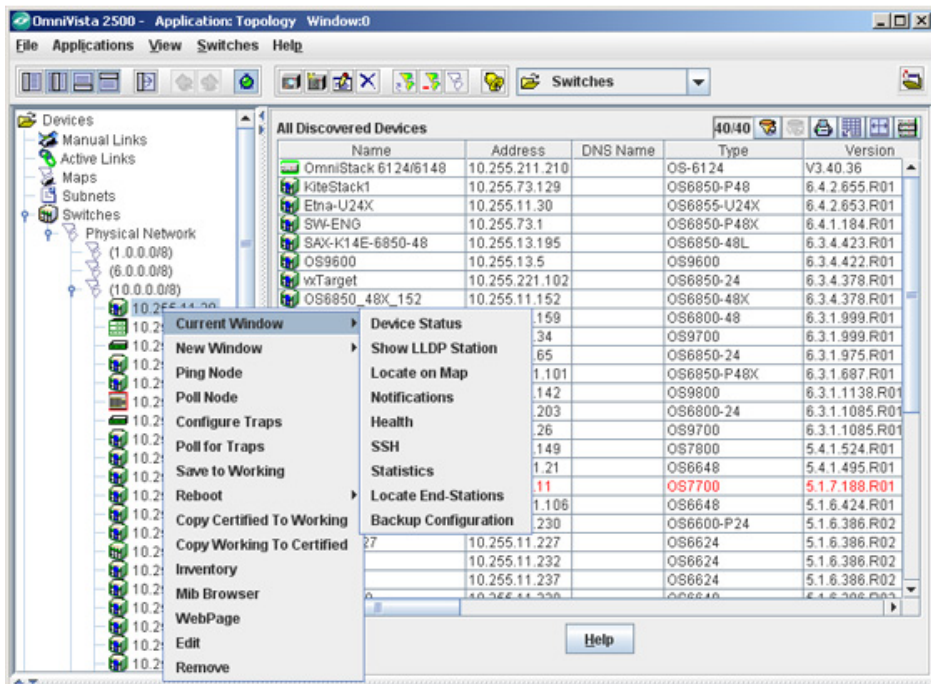 OmniVista 2500 - Application: Topology Window:0
File Applications View Switches Help
Switches
Devices
Manual Links
Active Links
Maps
Subnets
Switches
Physical Network
(1.0.0.0/8)
(6.0.0.0/8)
(10.0.0.0/8)
Current Window
New Window
Ping Node
Poll Node
Configure Traps
Poll for Traps
Save to Working
Reboot
Copy Certified To Working
Copy Working To Certified
Inventory
Mib Browser
WebPage
Edit
Remove
Device Status
Show LLDP Station
Locate on Map
Notifications
Health
SSH
Statistics
Locate End-Stations
Backup Configuration
All Discovered Devices 40/40
Name Address DNS Name Type Version
OmniStack 6124/6148 10.255.211.210 OS-6124 V3.40.36
KiteStack1 10.255.73.129 OS6850-P48 6.4.2.655.R01
Etna-U24X 10.255.11.30 OS6855-U24X 6.4.2.653.R01
SW-ENG 10.255.73.1 OS6850-P48X 6.4.1.184.R01
SAX-K14E-6850-48 10.255.13.195 OS6850-48L 6.3.4.423.R01
OS9600 10.255.13.5 OS9600 6.3.4.422.R01
vxTarget 10.255.221.102 OS6850-24 6.3.4.378.R01
OS6850_48X_152 10.255.11.152 OS6850-48X 6.3.4.378.R01
.159 OS6800-48 6.3.1.999.R01
.34 OS9700 6.3.1.999.R01
.65 OS6850-24 6.3.1.975.R01
1.101 OS6850-P48X 6.3.1.687.R01
.142 OS9800 6.3.1.1138.R01
.203 OS6800-24 6.3.1.1085.R01
.26 OS9700 6.3.1.1085.R01
.149 OS7800 5.4.1.524.R01
1.21 OS6648 5.4.1.495.R01
.11 OS7700 5.1.7.188.R01
1.106 OS6648 5.1.6.424.R01
.230 OS6600-P24 5.1.6.386.R02
27 10.255.11.227 OS6624 5.1.6.386.R02
10.255.11.232 OS6624 5.1.6.386.R02
10.255.11.237 OS6624 5.1.6.386.R02
Help